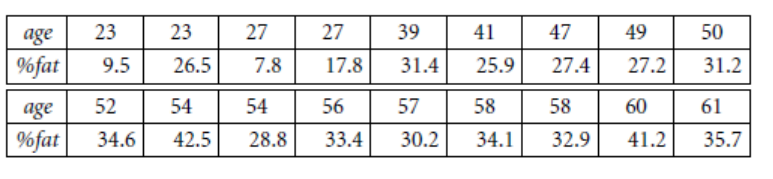 age 23 23 27 27 39 41 47 49 50
%fat 9.5 26.5 7.8 17.8 31.4 25.9 27.4 27.2 31.2
age 52 54 54 56 57 58 58 60 61
%fat 34.6 42.5 28.8 33.4 30.2 34.1 32.9 41.2 35.7